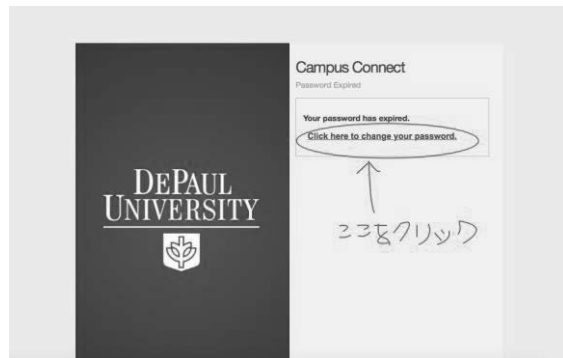 DEPAUL
UNIVERSITY
Campus Connect
Password Expired
Your password has expired.
Click here to change your password.
ここをクリック